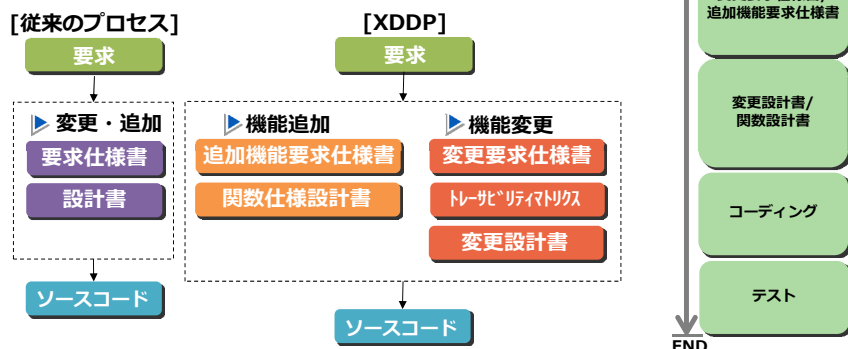 [従来のプロセス]
要求
変更・追加
要求仕様書
設計書
ソースコード
[XDDP]
要求
機能追加
追加機能要求仕様書
関数仕様設計書
機能変更
変更要求仕様書
ﾄﾚｰｻﾋﾞﾘﾃｨﾏﾄﾘｸｽ
変更設計書
ソースコード
追加機能要求仕様書
変更設計書/
関数設計書
コーディング
テスト
END